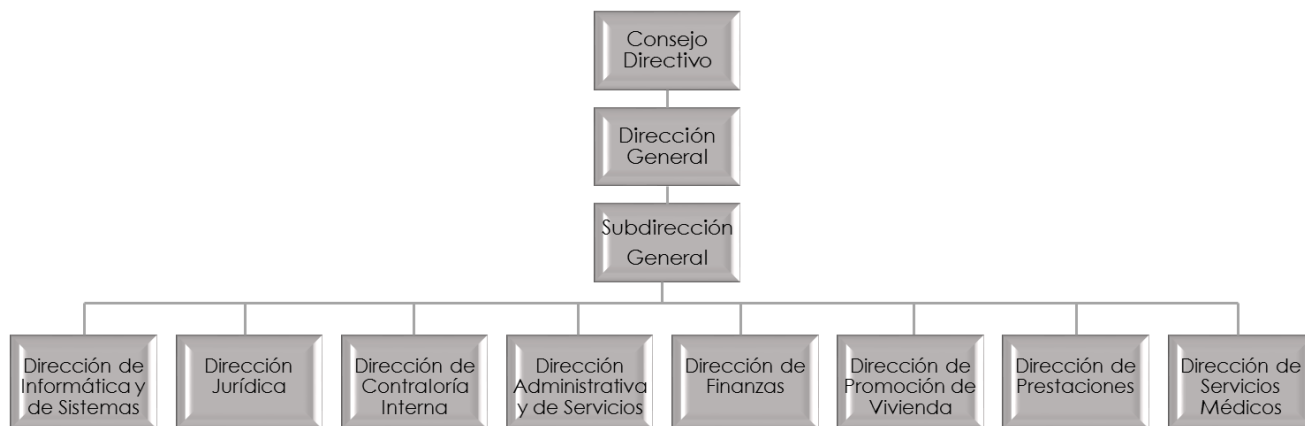 Consejo
Directivo
Dirección
General
Subdirección
General
Dirección de
Informática y
de Sistemas
Dirección
Jurídica
Dirección de
Contraloría
Interna
Dirección
Administrativa
y de Servicios
Dirección de
Finanzas
Dirección de
Promoción de
Vivienda
Dirección de
Prestaciones
Dirección de
Servicios
Médicos